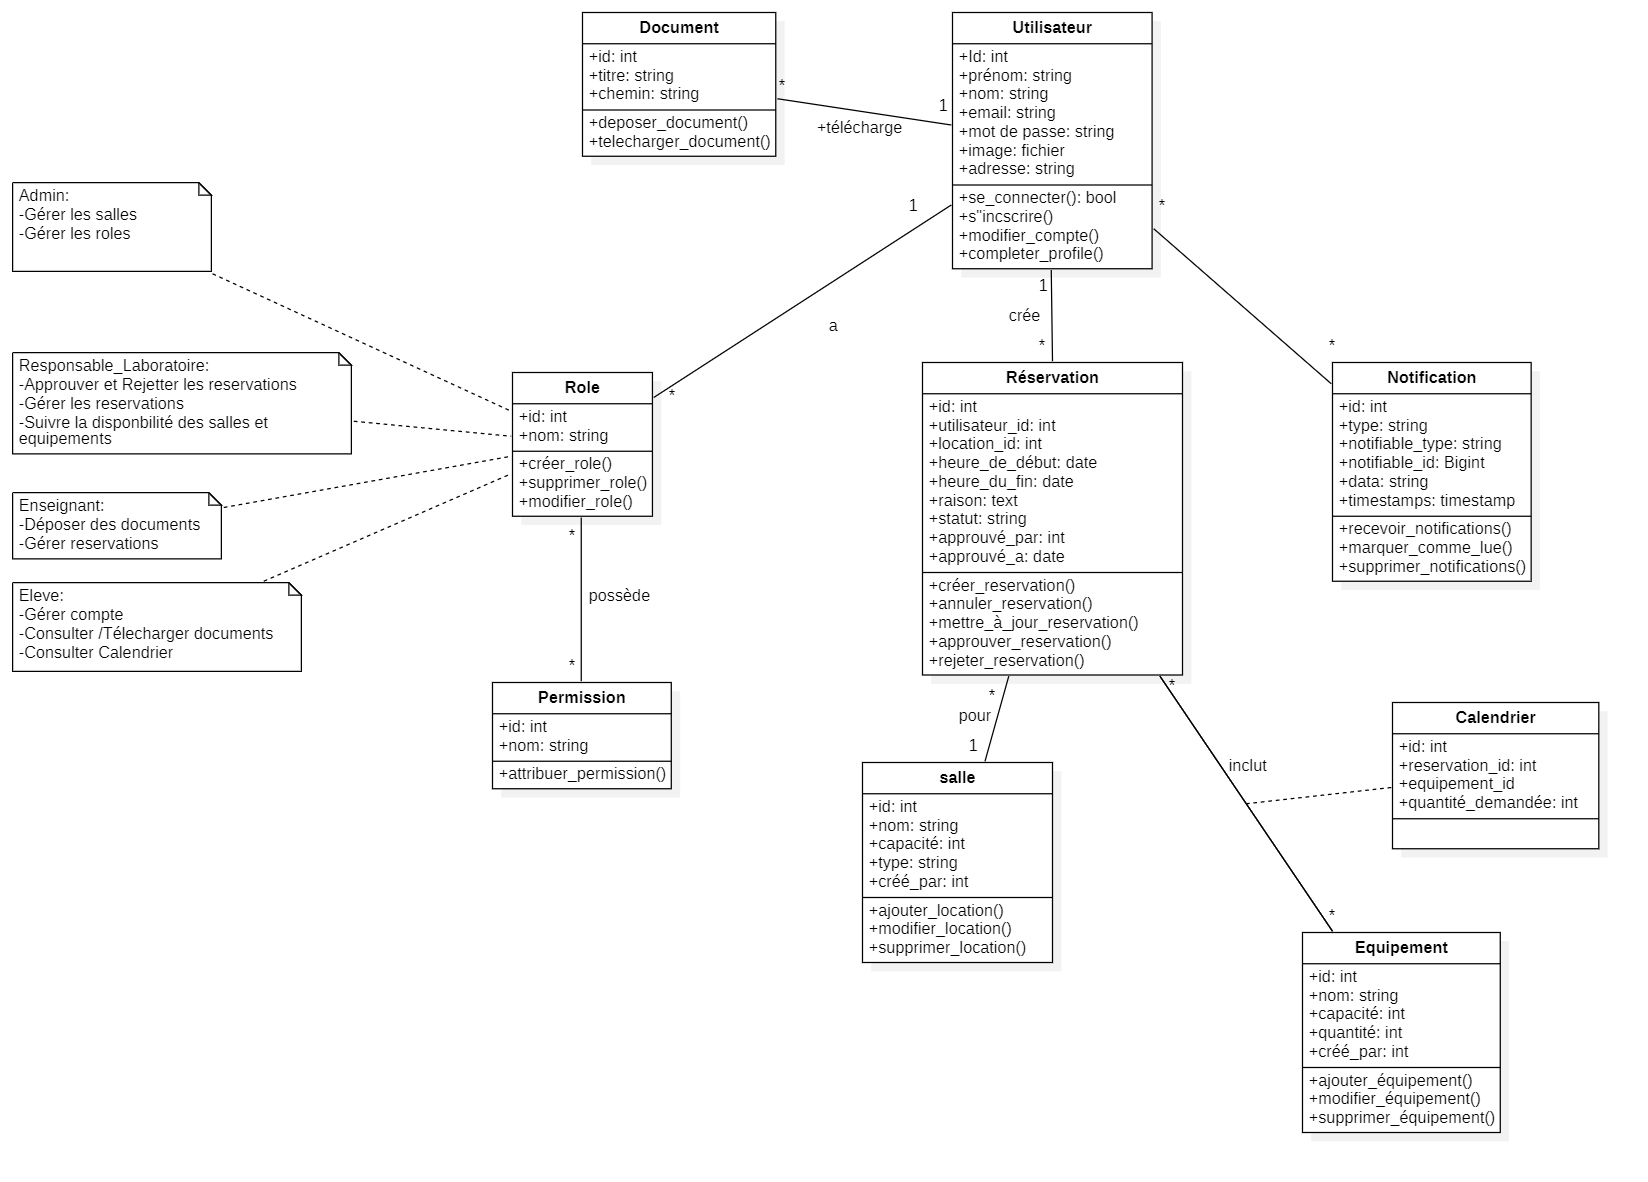 Document
+id: int
+titre: string
+chemin: string
+deposer_document()
+telecharger_document()
*
1
+télécharge
Utilisateur
+Id: int
+prénom: string
+nom: string
+email: string
+mot de passe: string
+image: fichier
+adresse: string
+se_connecter(): bool
+s"incscrire()
+modifier_compte()
+completer_profile()
Admin:
-Gérer les salles
-Gérer les roles
Responsable_Laboratoire:
-Approuver et Rejetter les reservations
-Gérer les reservations
-Suivre la disponbilité des salles et
equipements
Enseignant:
-Déposer des documents
-Gérer reservations
Eleve:
-Gérer compte
-Consulter /Télecharger documents
-Consulter Calendrier
1
a
*
Role
+id: int
+nom: string
+créer_role()
+supprimer_role()
+modifier_role()
*
possède
*
Permission
+id: int
+nom: string
+attribuer_permission()
1
crée
*
Réservation
+id: int
+utilisateur_id: int
+location_id: int
+heure_de_début: date
+heure_du_fin: date
+raison: text
+statut: string
+approuvé_par: int
+approuvé_a: date
+créer_reservation()
+annuler_reservation()
+mettre_à_jour_reservation()
+approuver_reservation()
+rejeter_reservation()
*
*
Notification
+id: int
+type: string
+notifiable_type: string
+notifiable_id: Bigint
+data: string
+timestamps: timestamp
+recevoir_notifications()
+marquer_comme_lue()
+supprimer_notifications()
*
pour
1
salle
+id: int
+nom: string
+capacité: int
+type: string
+créé_par: int
+ajouter_location()
+modifier_location()
+supprimer_location()
*
inclut
*
Calendrier
+id: int
+reservation_id: int
+equipement_id
+quantité_demandée: int
Equipement
+id: int
+nom: string
+capacité: int
+quantité: int
+créé_par: int
+ajouter_équipement()
+modifier_équipement()
+supprimer_équipement()